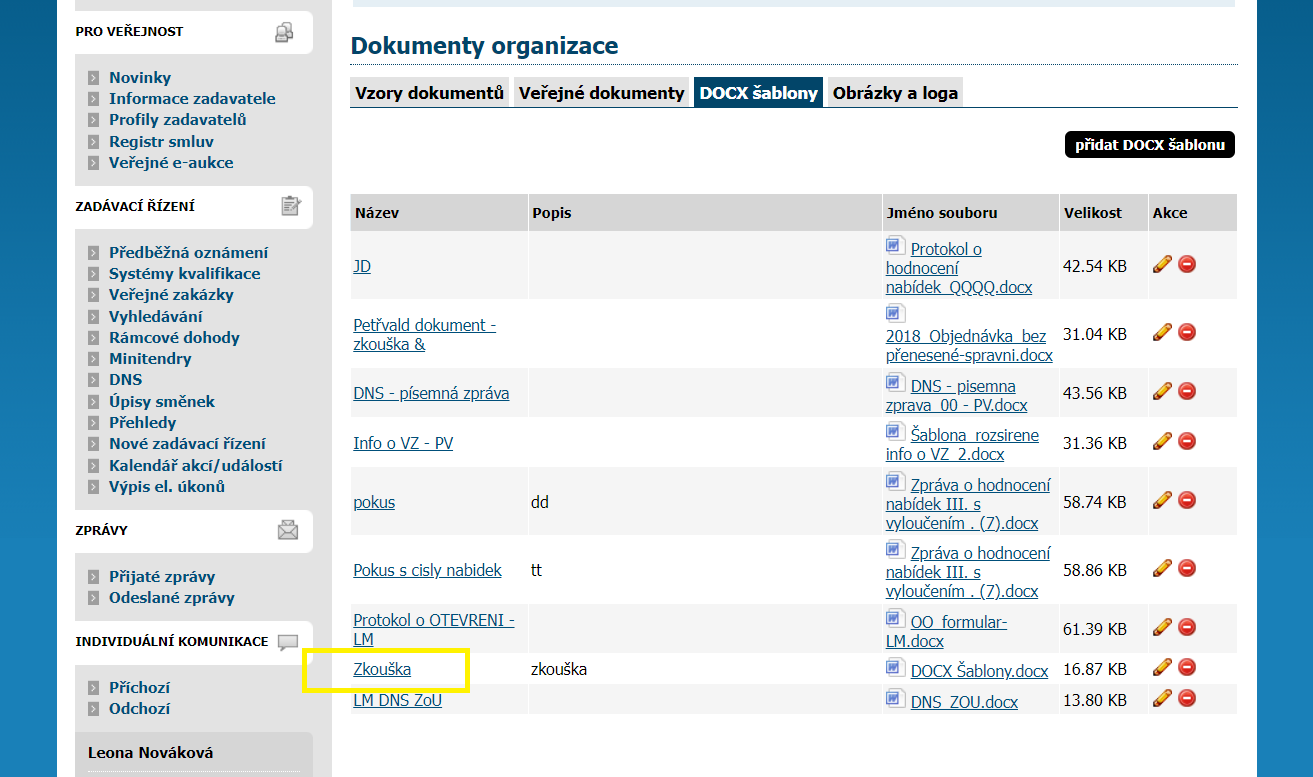 PRO VEŘEJNOST
Novinky
Informace zadavatele
Profily zadavatelů
Registr smluv
Veřejné e-aukce
ZADÁVACÍ ŘÍZENÍ
Předběžná oznámení
Systémy kvalifikace
Veřejné zakázky
Vyhledávání
Rámcové dohody
Minitendry
DNS
Úpisy směnek
Přehledy
Nové zadávací řízení
Kalendář akcí/událostí
Výpis el. úkonů
ZPRÁVY
Přijaté zprávy
Odeslané zprávy
INDIVIDUÁLNÍ KOMUNIKACE
Příchozí
Odchozí
Leona Nováková
Dokumenty organizace
Vzory dokumentů Veřejné dokumenty DOCX šablony Obrázky a loga
přidat DOCX šablonu
Název Popis Jméno souboru Velikost Akce
JD Protokol o
hodnocení
nabídek_QQQQ.docx 42.54 KB
Petřvald dokument -
zkouška &
2018_Objednávka_bez
přenesené-spravni.docx 31.04 KB
DNS - písemná zpráva DNS - pisemna
zprava_00 - PV.docx 43.56 KB
Info o VZ - PV Šablona_rozsirene
info o VZ_2.docx 31.36 KB
pokus dd Zpráva o hodnocení
nabídek III. s
vyloučením . (7).docx 58.74 KB
Pokus s cisly nabidek tt Zpráva o hodnocení
nabídek III. s
vyloučením . (7).docx 58.86 KB
Protokol o OTEVRENI -
LM OO_formular-
LM.docx 61.39 KB
Zkouška zkouška DOCX Šablony.docx 16.87 KB
LM DNS ZoU DNS_ZOU.docx 13.80 KB